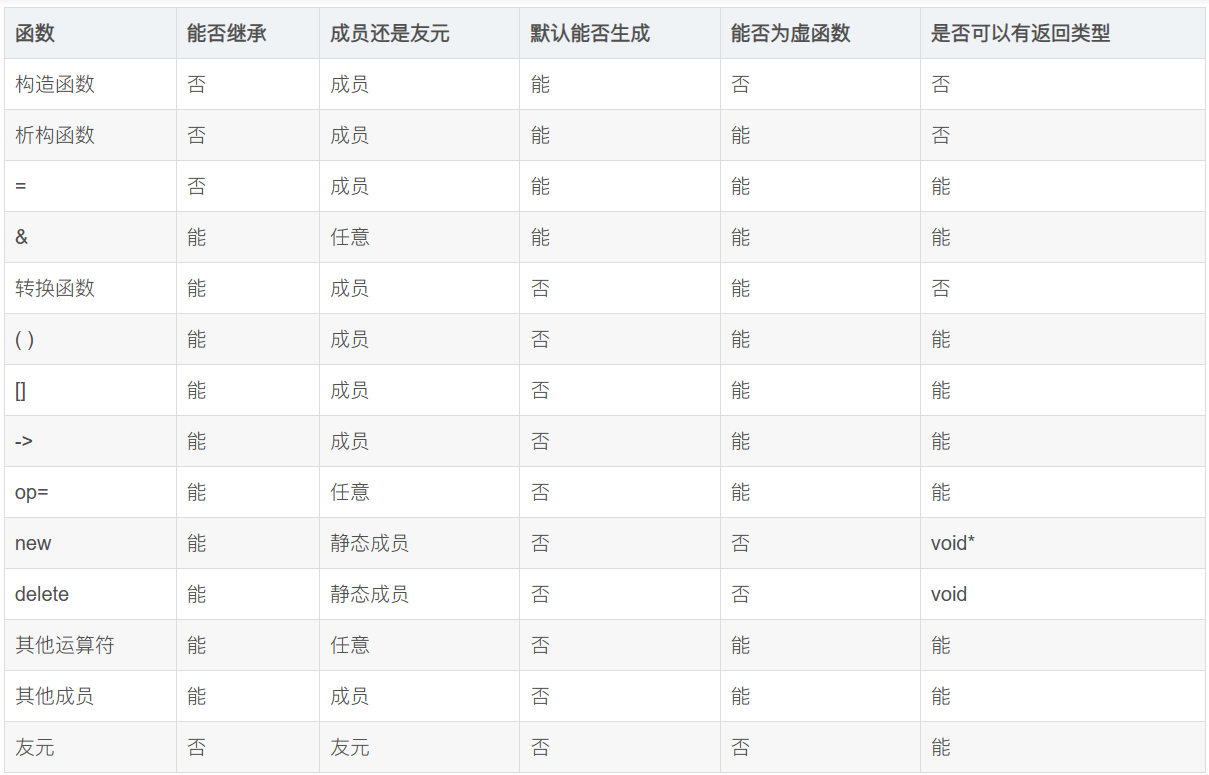 函数 能否继承 成员还是友元 默认能否生成 能否为虚函数 是否可以有返回类型
构造函数 否 成员 能 否 否
析构函数 否 成员 能 能 否
= 否 成员 能 能 能
& 能 任意 能 能 能
转换函数 能 成员 否 能 否
( ) 能 成员 否 能 能
[] 能 成员 否 能 能
-> 能 成员 否 能 能
op= 能 任意 否 能 能
new 能 静态成员 否 否 void*
delete 能 静态成员 否 否 void
其他运算符 能 任意 否 能 能
其他成员 能 成员 否 能 能
友元 否 友元 否 否 能